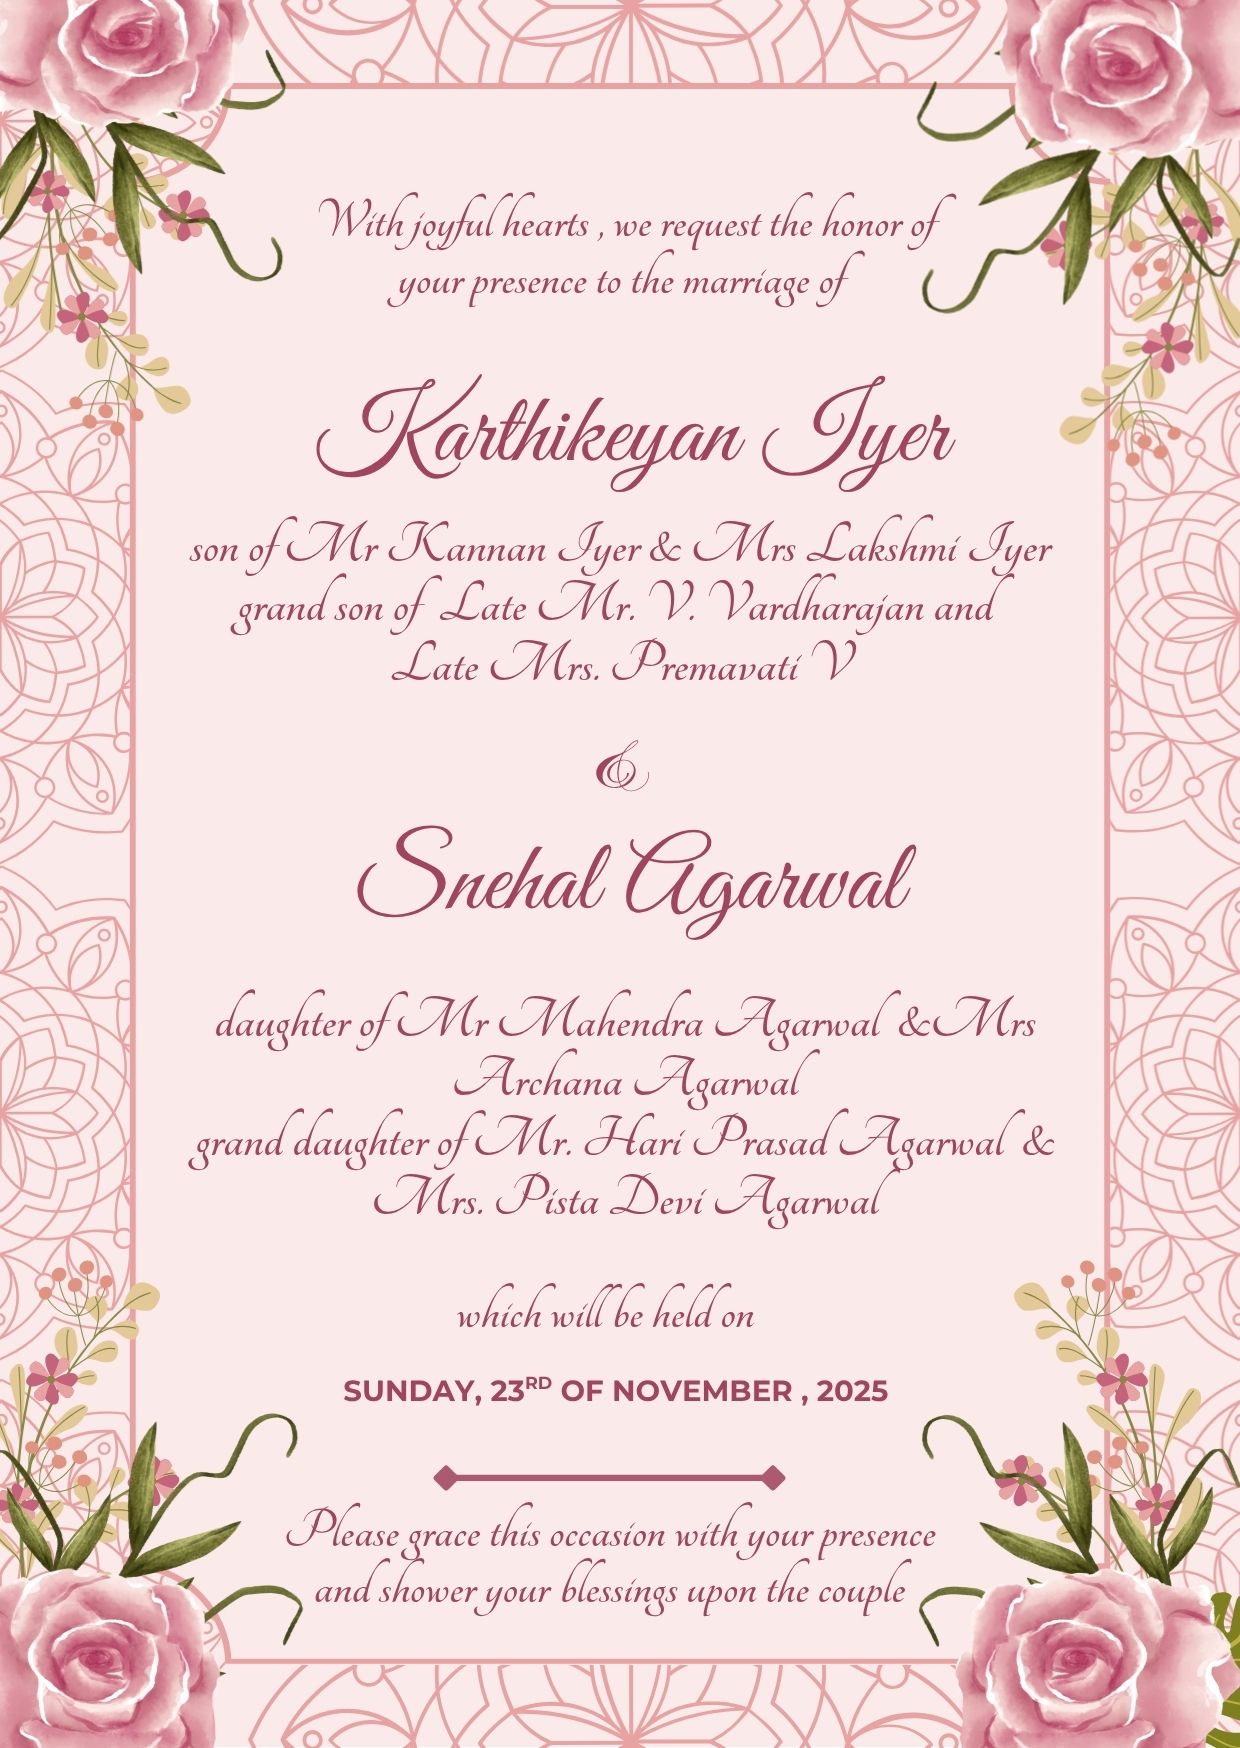 With joyful hearts , we request the honor of
your presence to the marriage of
Karthikeyan Iyer
son of Mr Kannan Iyer & Mrs Lakshmi Iyer
grand son of Late Mr. V. Vardharajan and
Late Mrs. Premavati V
&
Snehal Agarwal
daughter of Mr Mahendra Agarwal &Mrs
Archana Agarwal
grand daughter of Mr. Hari Prasad Agarwal &
Mrs. Pista Devi Agarwal
which will be held on
SUNDAY, 23RD OF NOVEMBER , 2025
Please grace this occasion with your presence
and shower your blessings upon the couple